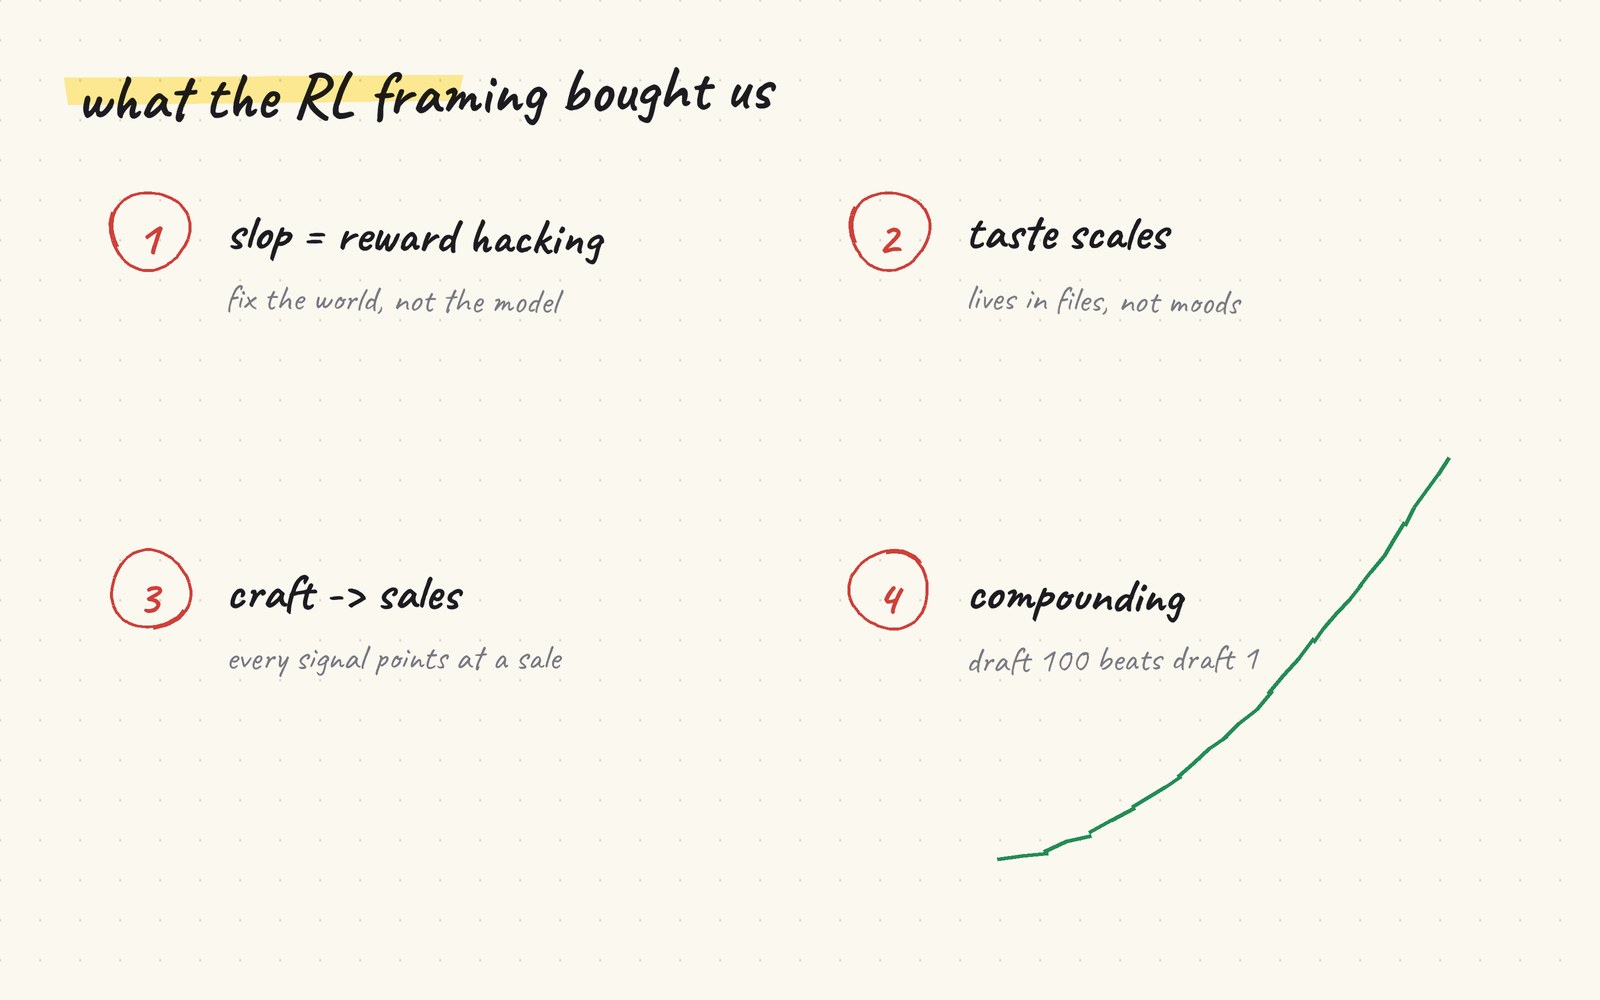 what the RL framing bought us
1 slop = reward hacking
fix the world, not the model
2 taste scales
lives in files, not moods
3 craft -> sales
every signal points at a sale
4 compounding
draft 100 beats draft 1